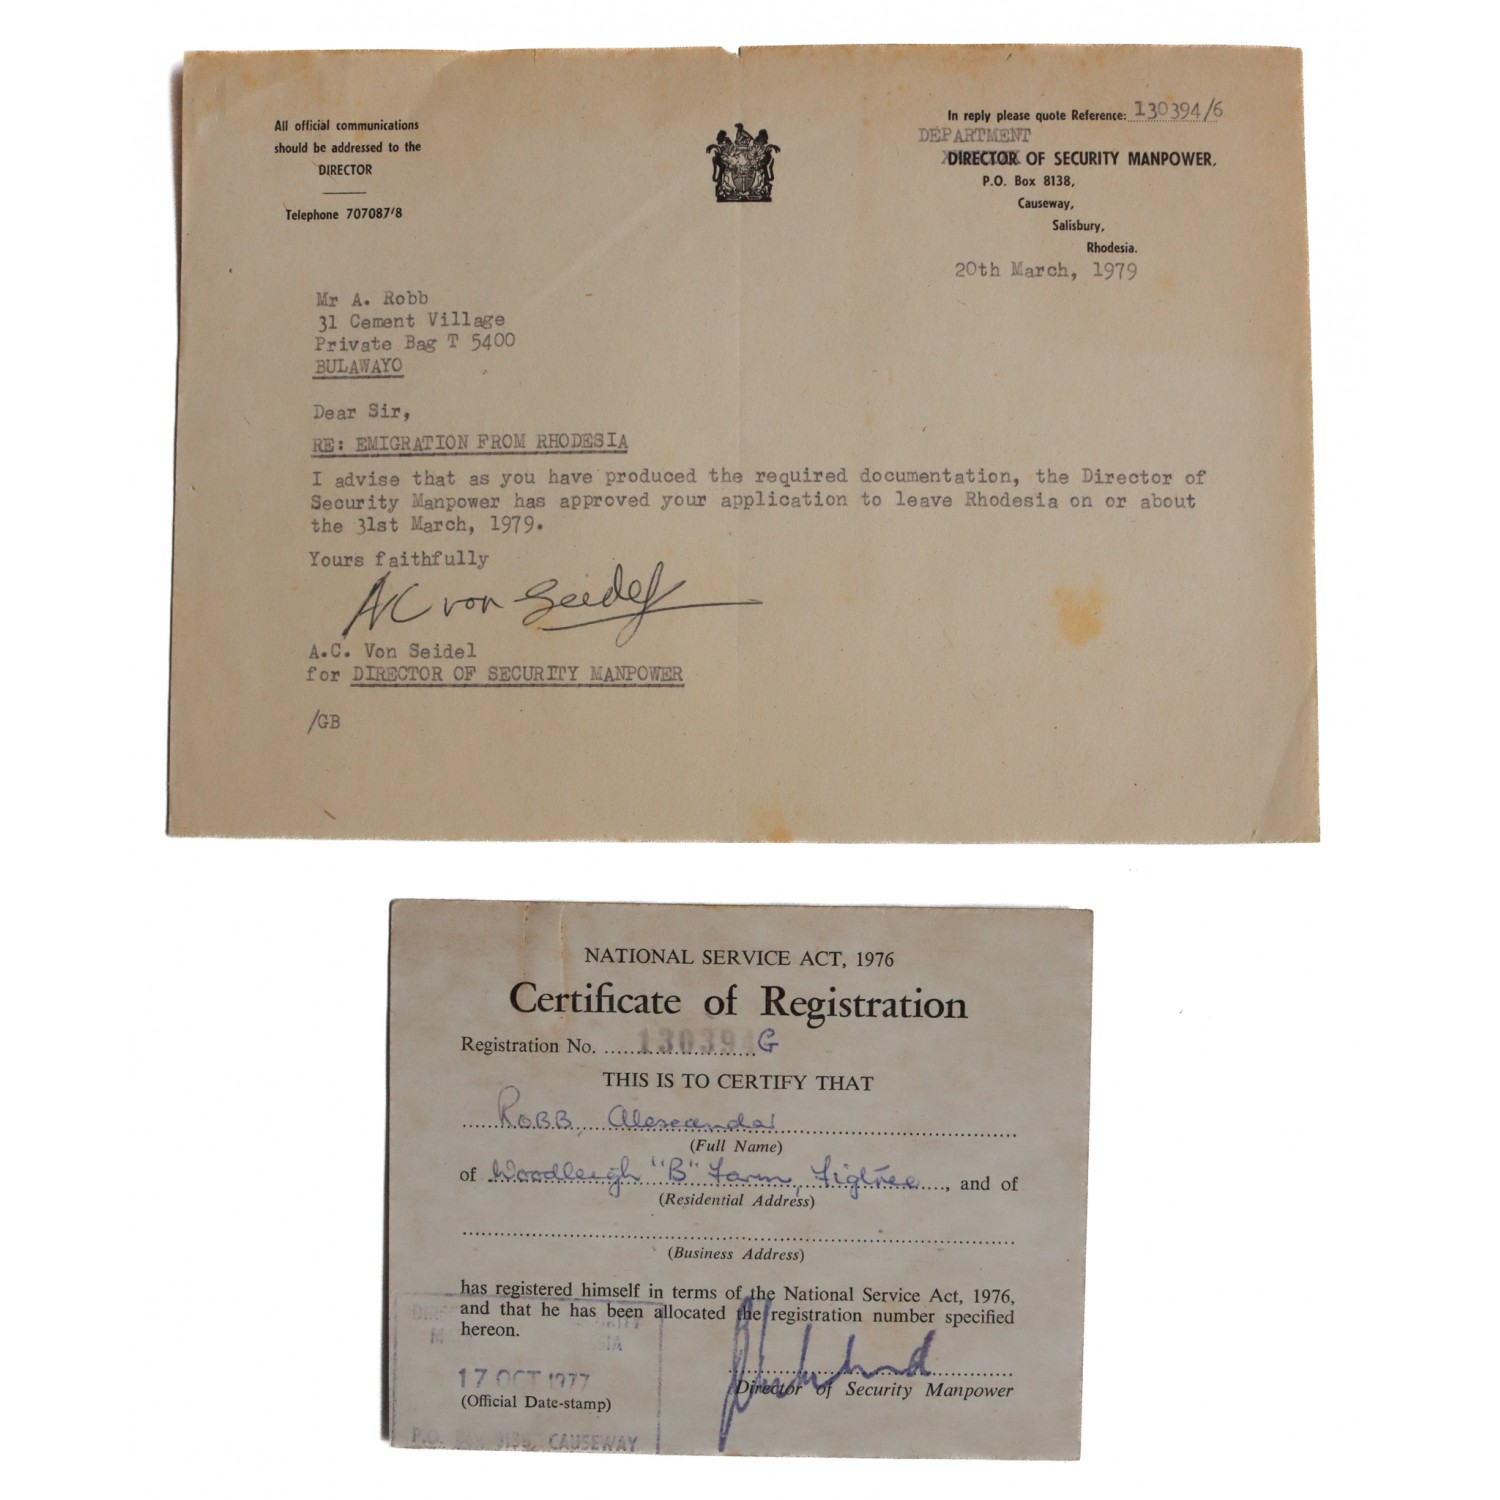 All official communications
should be addressed to the
DIRECTOR
Telephone 707087/8
In reply please quote Reference: 130394/6
DEPARTMENT
DIRECTOR OF SECURITY MANPOWER,
P.O. Box 8138,
Causeway,
Salisbury,
Rhodesia.
20th March, 1979
Mr A. Robb
31 Cement Village
Private Bag T 5400
BULAWAYO
Dear Sir,
RE: EMIGRATION FROM RHODESIA
I advise that as you have produced the required documentation, the Director of
Security Manpower has approved your application to leave Rhodesia on or about
the 31st March, 1979.
Yours faithfully
AC von Seidel
A.C. Von Seidel
for DIRECTOR OF SECURITY MANPOWER
/GB
NATIONAL SERVICE ACT, 1976
Certificate of Registration
Registration No. 130394 G
THIS IS TO CERTIFY THAT
ROBB, Alexander
(Full Name)
of Woodleigh "B" Farm, Figtree, and of
(Residential Address)
(Business Address)
has registered himself in terms of the National Service Act, 1976,
and that he has been allocated the registration number specified
hereon.
17 OCT 1977
(Official Date-stamp)
Director of Security Manpower
P.O. Box 8138, CAUSEWAY